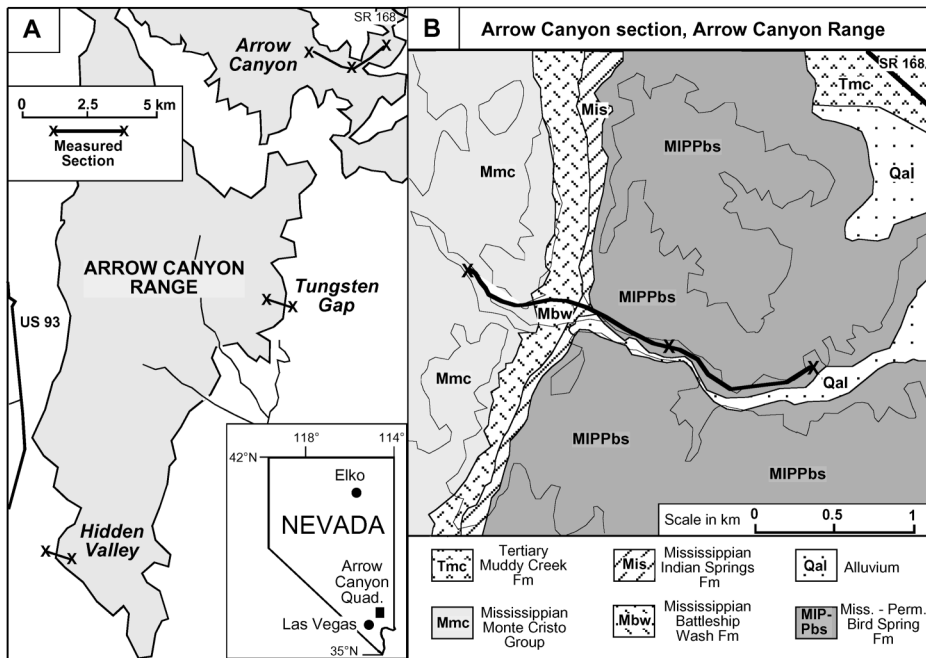 A
SR 168
Arrow
Canyon
0 2.5 5 km
X X
Measured
Section
ARROW CANYON
RANGE
Tungsten
Gap
US 93
Hidden
Valley
118° 114°
42°N
Elko
NEVADA
Arrow
Canyon
Quad.
Las Vegas
35°N
B Arrow Canyon section, Arrow Canyon Range
SR 168
Tmc
Mis
MIPPbs
Mmc
Qal
MIPPbs
Mbw
X
X
X
Mmc
Qal
MIPPbs
MIPPbs
Scale in km 0 0.5 1
Tmc
Tertiary
Muddy Creek
Fm
Mis
Mississippian
Indian Springs
Fm
Qal
Alluvium
Mmc
Mississippian
Monte Cristo
Group
Mbw
Mississippian
Battleship
Wash Fm
MIP-
Pbs
Miss. - Perm.
Bird Spring
Fm